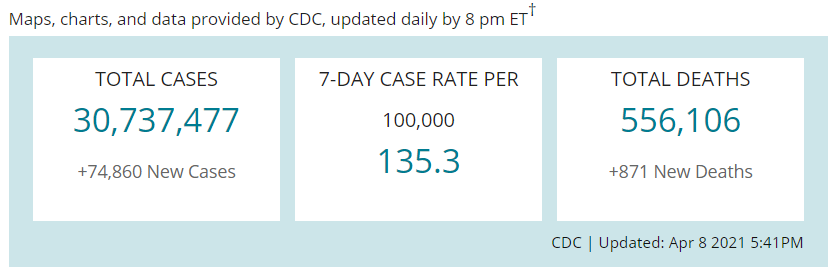 Maps, charts, and data provided by CDC, updated daily by 8 pm ET†
TOTAL CASES
30,737,477
+74,860 New Cases
7-DAY CASE RATE PER
100,000
135.3
TOTAL DEATHS
556,106
+871 New Deaths
CDC | Updated: Apr 8 2021 5:41PM